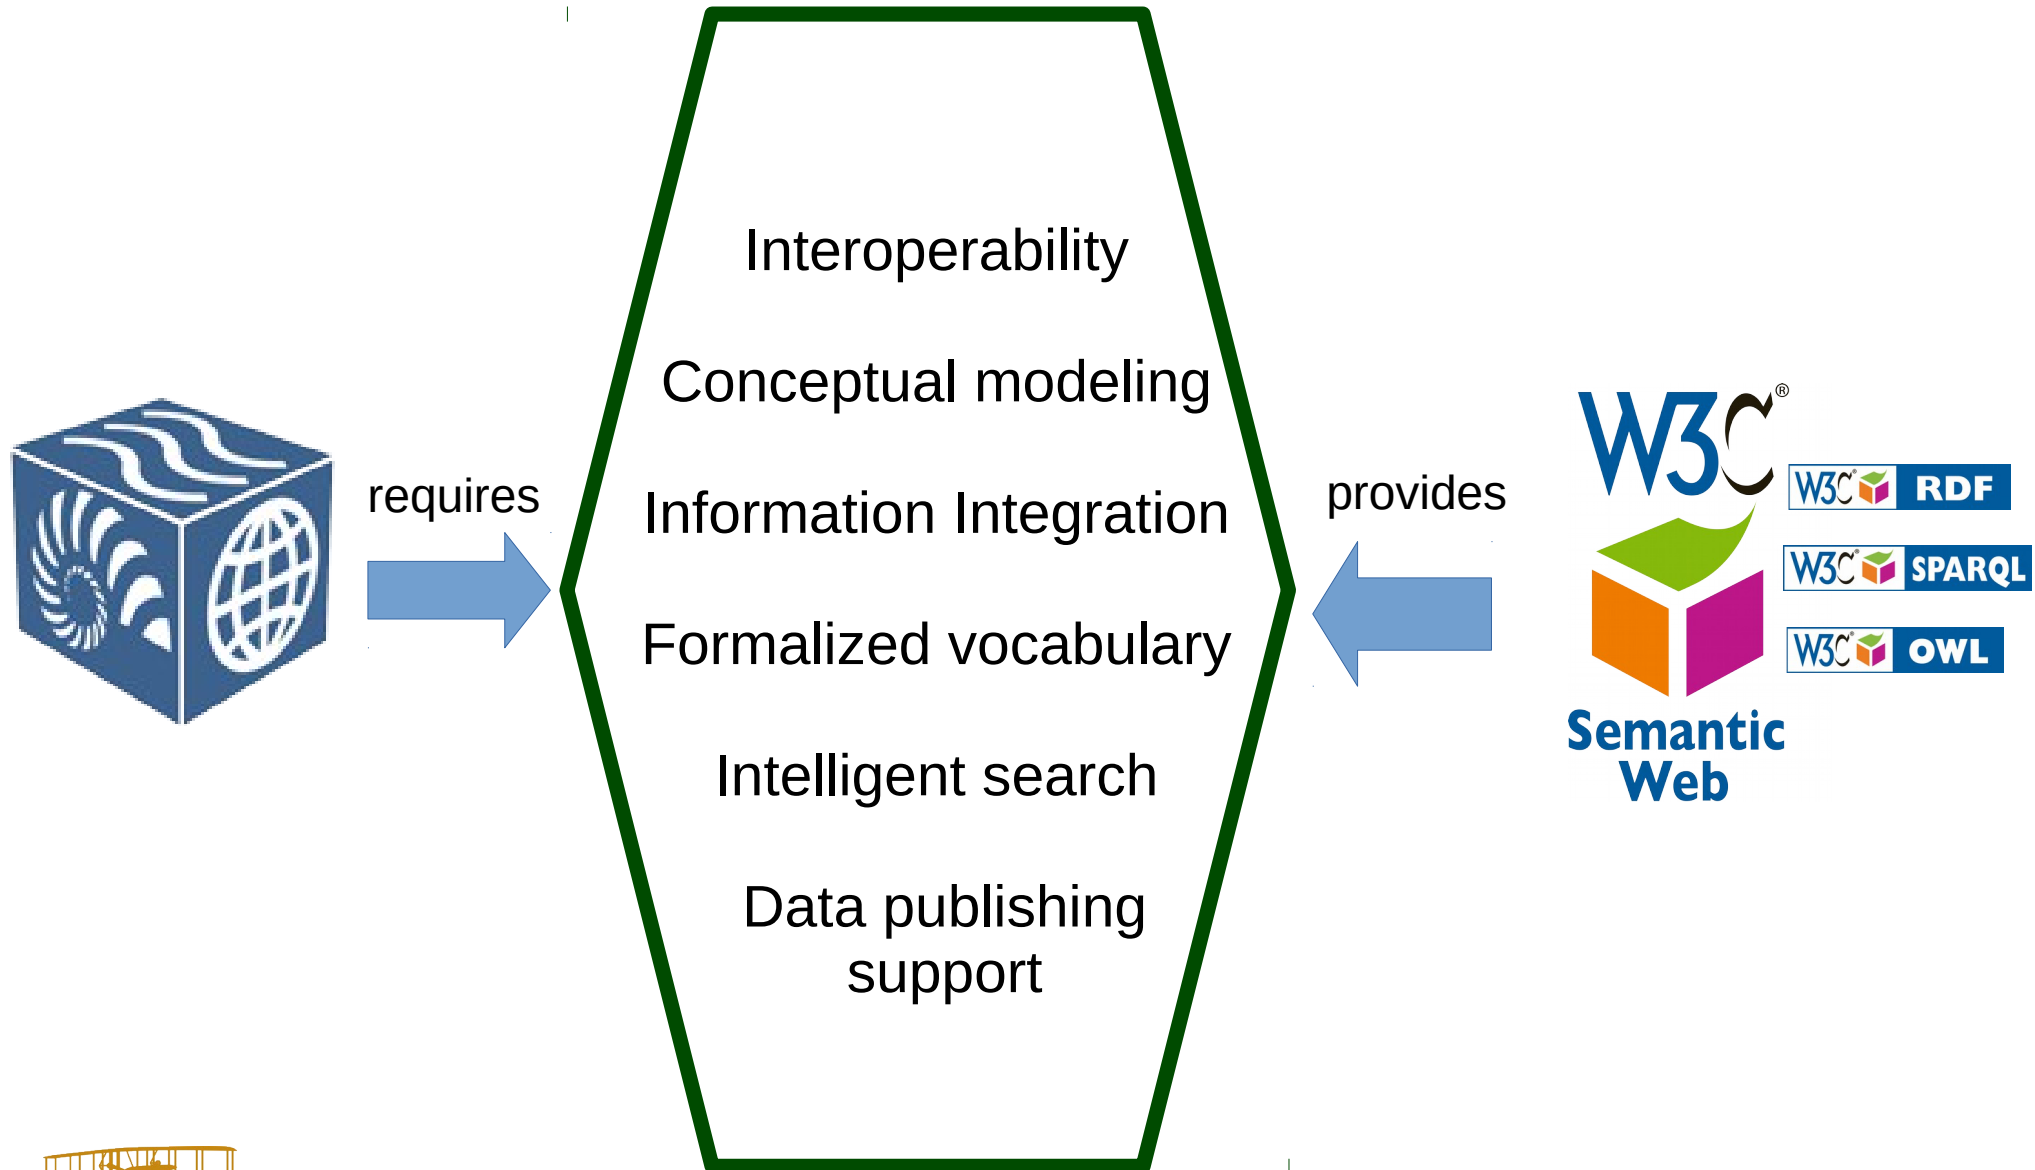 Interoperability
Conceptual modeling
Information Integration
Formalized vocabulary
Intelligent search
Data publishing
support
requires
provides
W3C®
W3C® RDF
W3C® SPARQL
W3C® OWL
Semantic
Web